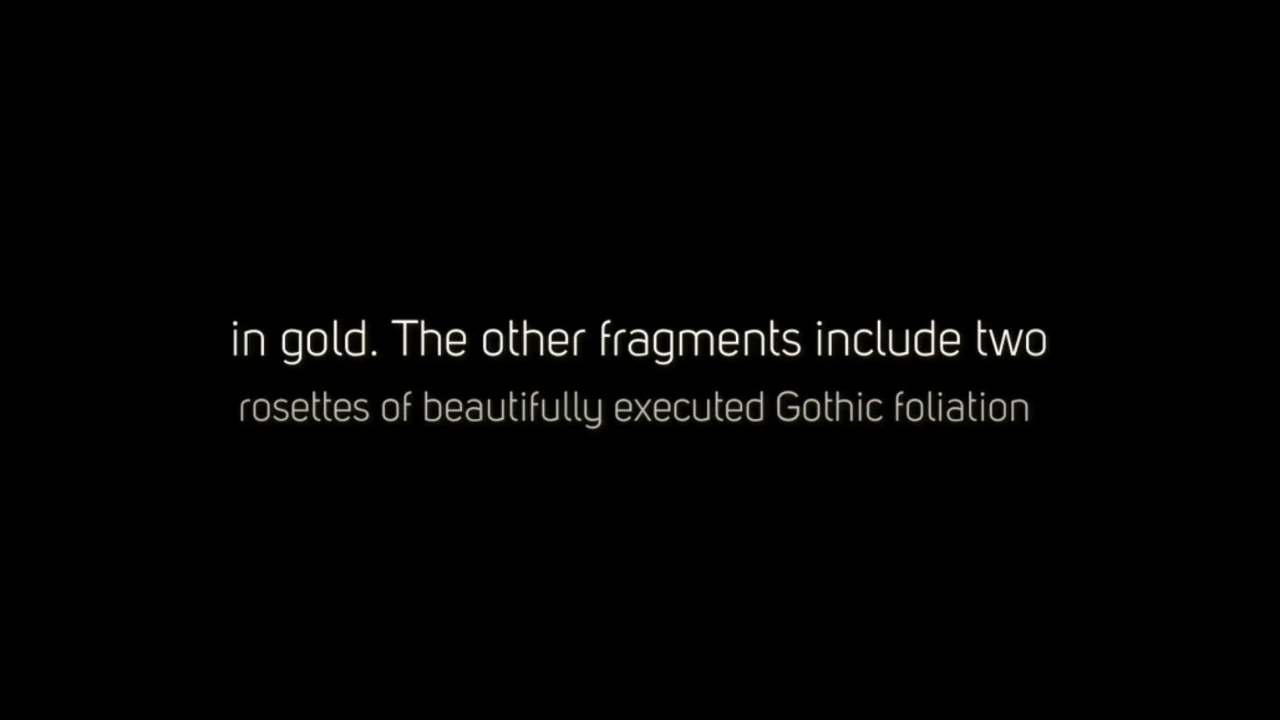 in gold. The other fragments include two
rosettes of beautifully executed Gothic foliation